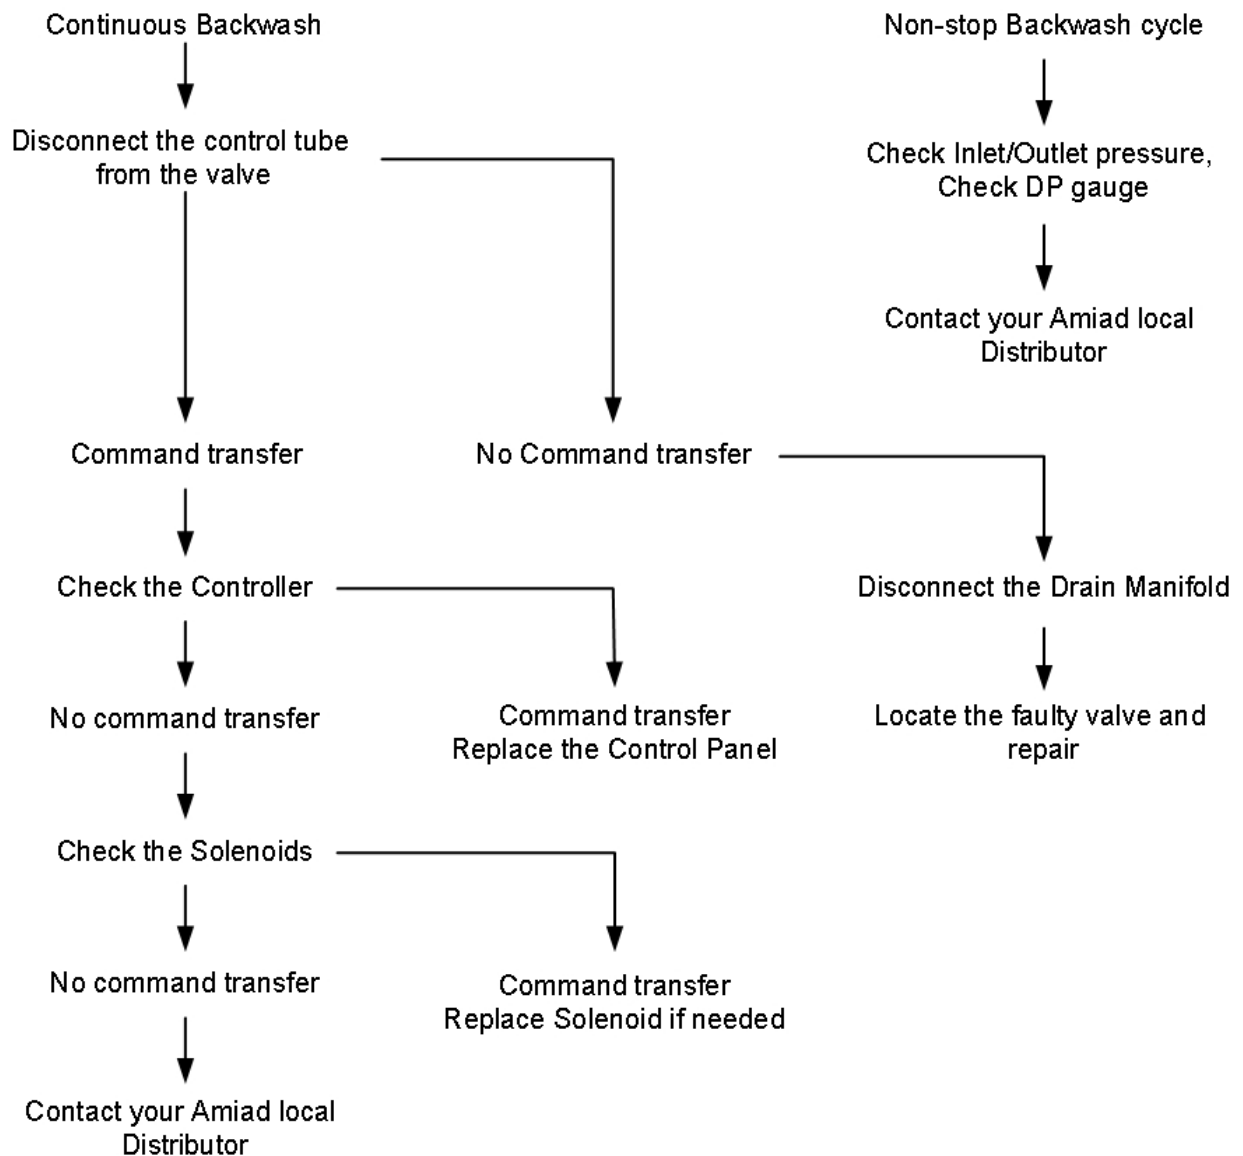 Continuous Backwash
Non-stop Backwash cycle
Disconnect the control tube
from the valve
Check Inlet/Outlet pressure,
Check DP gauge
Contact your Amiad local
Distributor
Command transfer
No Command transfer
Check the Controller
Disconnect the Drain Manifold
No command transfer
Command transfer
Replace the Control Panel
Locate the faulty valve and
repair
Check the Solenoids
No command transfer
Command transfer
Replace Solenoid if needed
Contact your Amiad local
Distributor